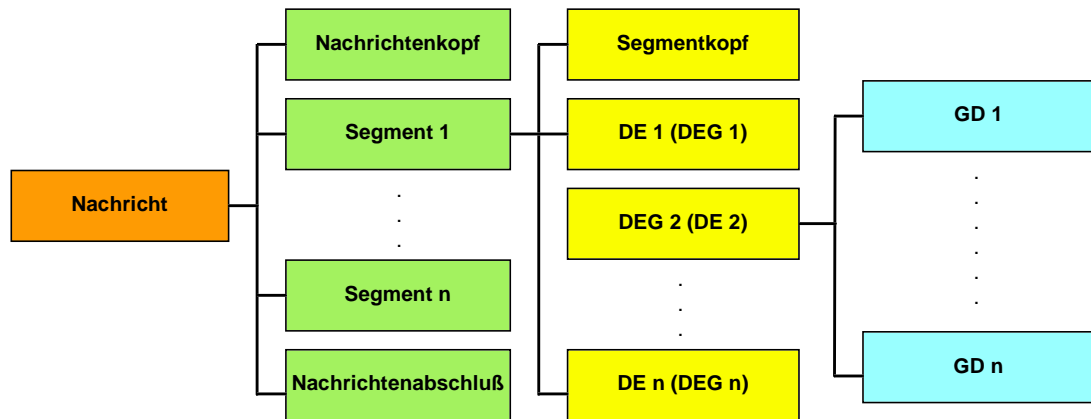 Nachricht
Nachrichtenkopf
Segment 1
.
.
.
Segment n
Nachrichtenabschluß
Segmentkopf
DE 1 (DEG 1)
DEG 2 (DE 2)
.
.
.
DE n (DEG n)
GD 1
.
.
.
.
.
.
GD n